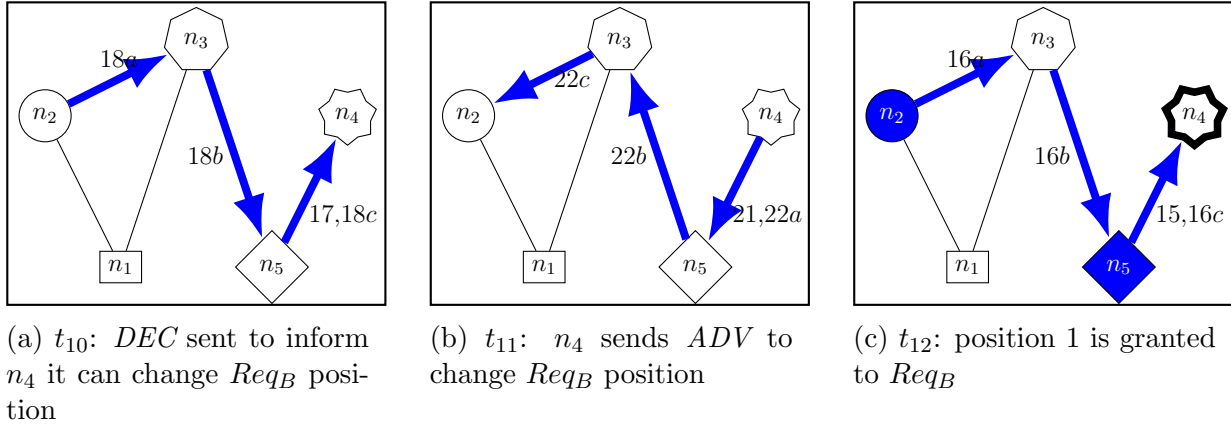 n3
18a
n2
n4
18b
17,18c
n1
n5
(a) t10: DEC sent to inform
n4 it can change ReqB posi-
tion
n3
22c
n2
n4
22b
21,22a
n1
n5
(b) t11: n4 sends ADV to
change ReqB position
n3
16a
n2
n4
16b
15,16c
n1
n5
(c) t12: position 1 is granted
to ReqB